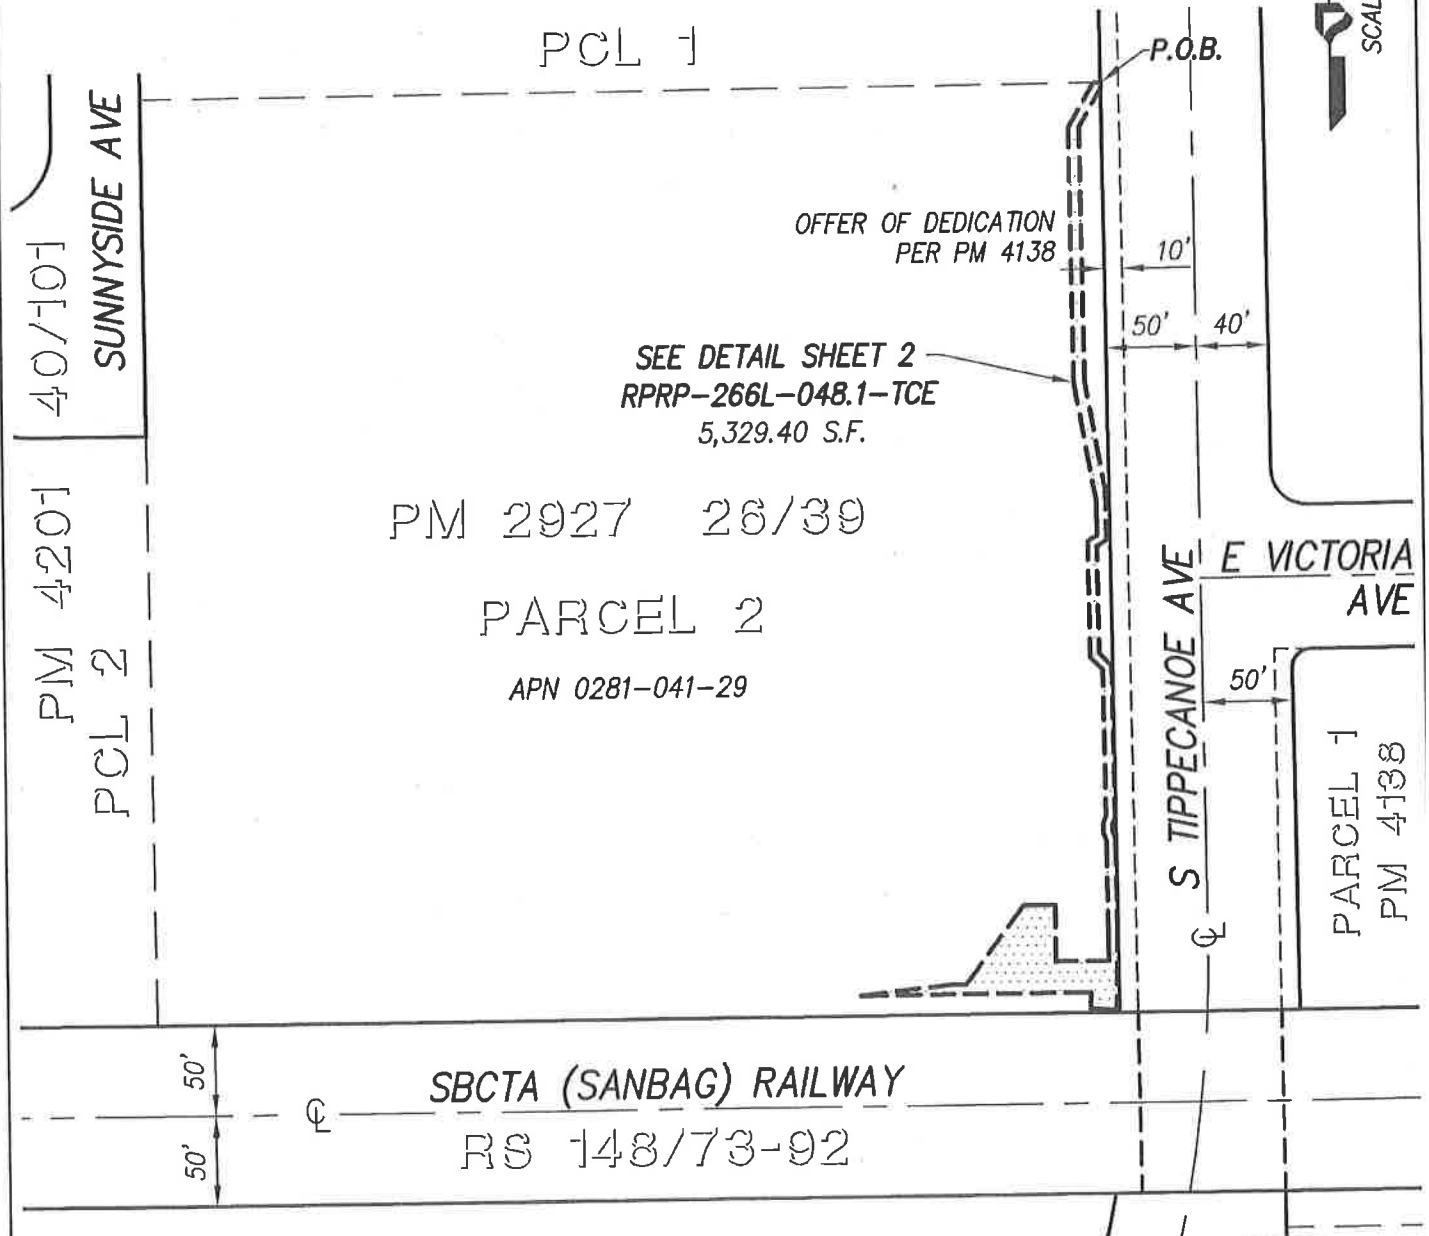 PCL 1
P.O.B.
SCAL
SUNNYSIDE AVE
40/101
OFFER OF DEDICATION
PER PM 4138
10'
50'
40'
SEE DETAIL SHEET 2
RPRP-266L-048.1-TCE
5,329.40 S.F.
PM 2927 26/39
PARCEL 2
APN 0281-041-29
PM 4201
PCL 2
E VICTORIA
AVE
S TIPPECANOE AVE
50'
PARCEL 1
PM 4138
℄
50'
SBCTA (SANBAG) RAILWAY
℄
50'
RS 148/73-92